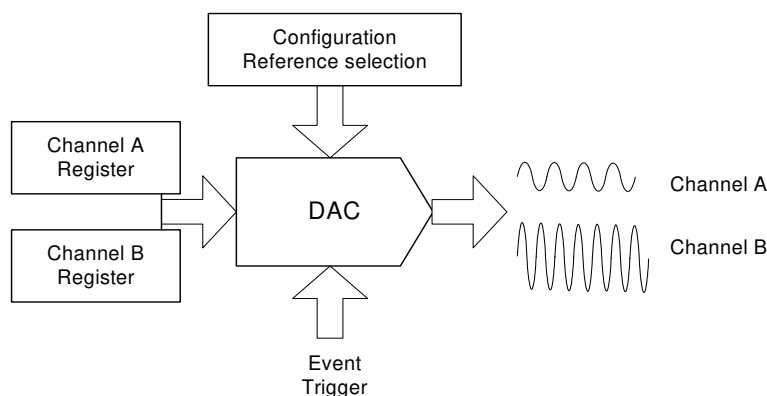 Configuration
Reference selection
Channel A
Register
Channel B
Register
DAC
Channel A
Channel B
Event
Trigger